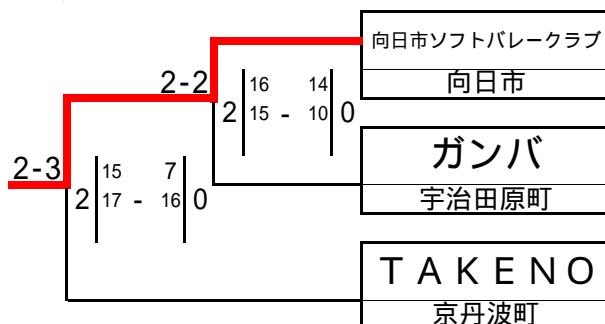 向日市ソフトバレークラブ
向日市
2-2
16 14
2 15 - 10 0
ガンバ
宇治田原町
2-3
15 7
2 17 - 16 0
ＴＡＫＥＮＯ
京丹波町